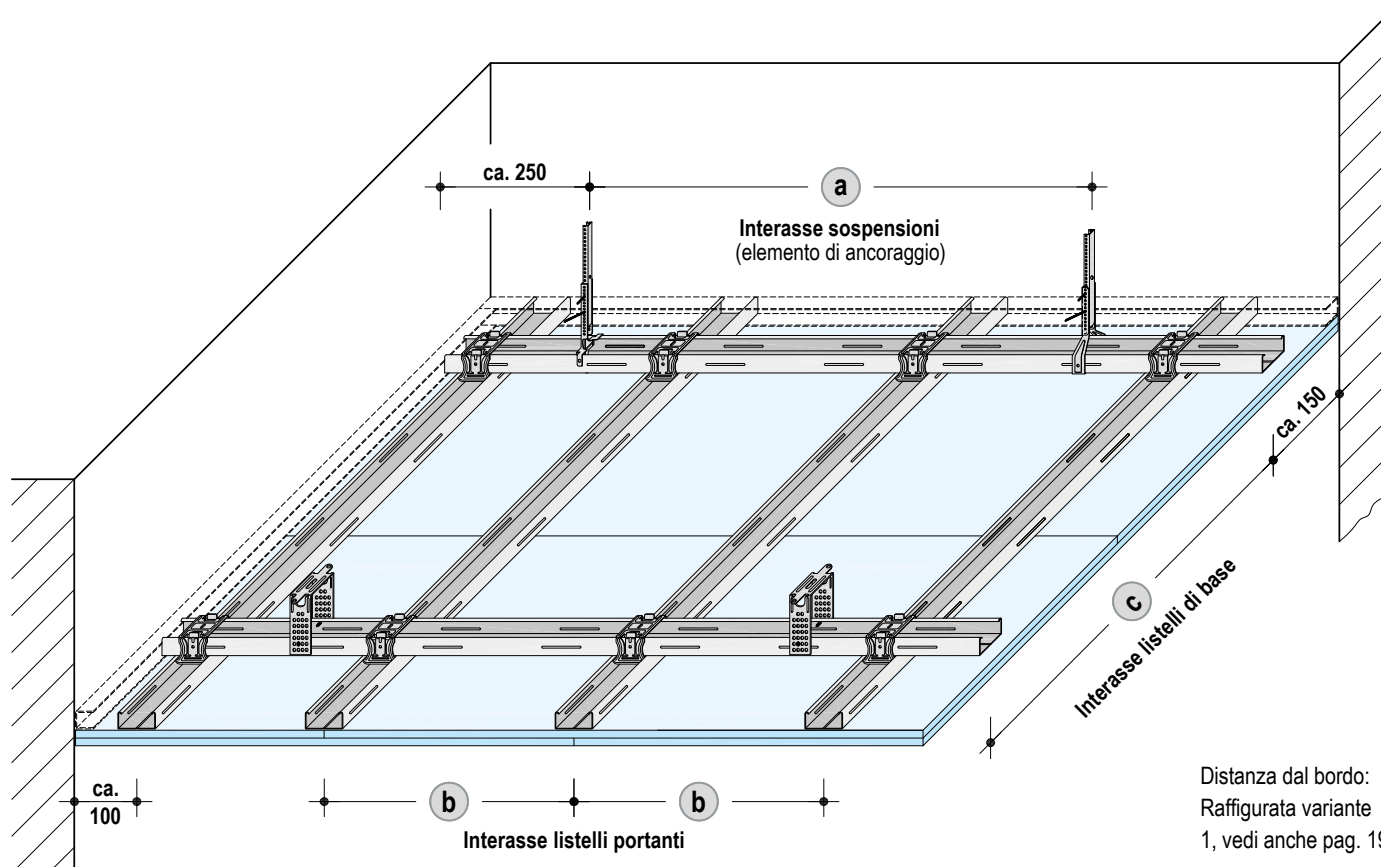 ca. 250
a
Interasse sospensioni
(elemento di ancoraggio)
ca. 150
c
Interasse listelli di base
ca.
100
b
b
Interasse listelli portanti
Distanza dal bordo:
Raffigurata variante
1, vedi anche pag. 19